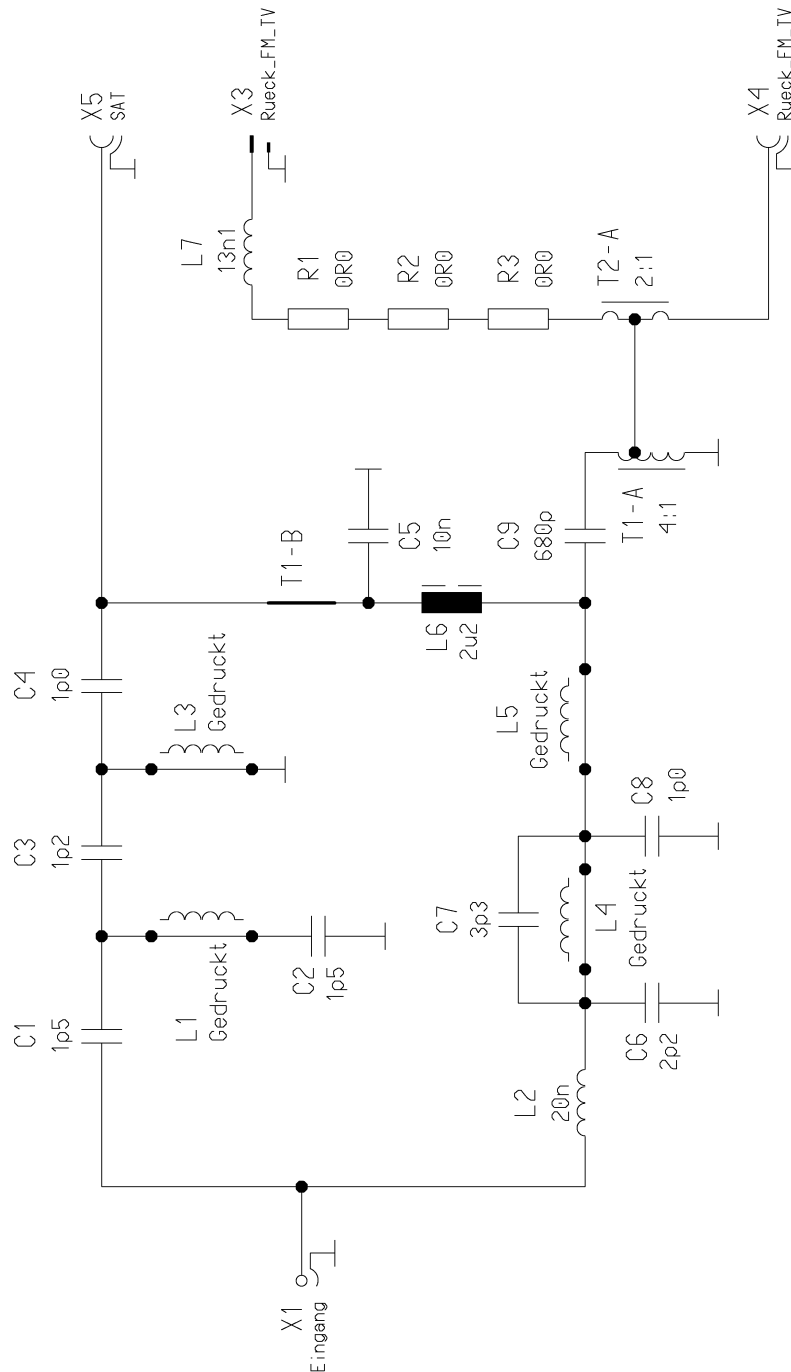 X1
Eingang
C1
1p5
L1
Gedruckt
C2
1p5
C3
1p2
L3
Gedruckt
C4
1p0
X5
SAT
T1-B
C5
10n
L6
2u2
L2
20n
C6
2p2
C7
3p3
L4
Gedruckt
C8
1p0
L5
Gedruckt
C9
680p
T1-A
4:1
T2-A
2:1
R3
0R0
R2
0R0
R1
0R0
L7
13n1
X3
Rueck_FM_TV
X4
Rueck_FM_TV